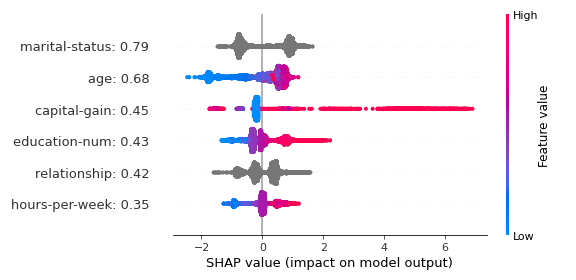 High
marital-status: 0.79
age: 0.68
capital-gain: 0.45
education-num: 0.43
relationship: 0.42
hours-per-week: 0.35
Feature value
Low
−2 0 2 4 6
SHAP value (impact on model output)